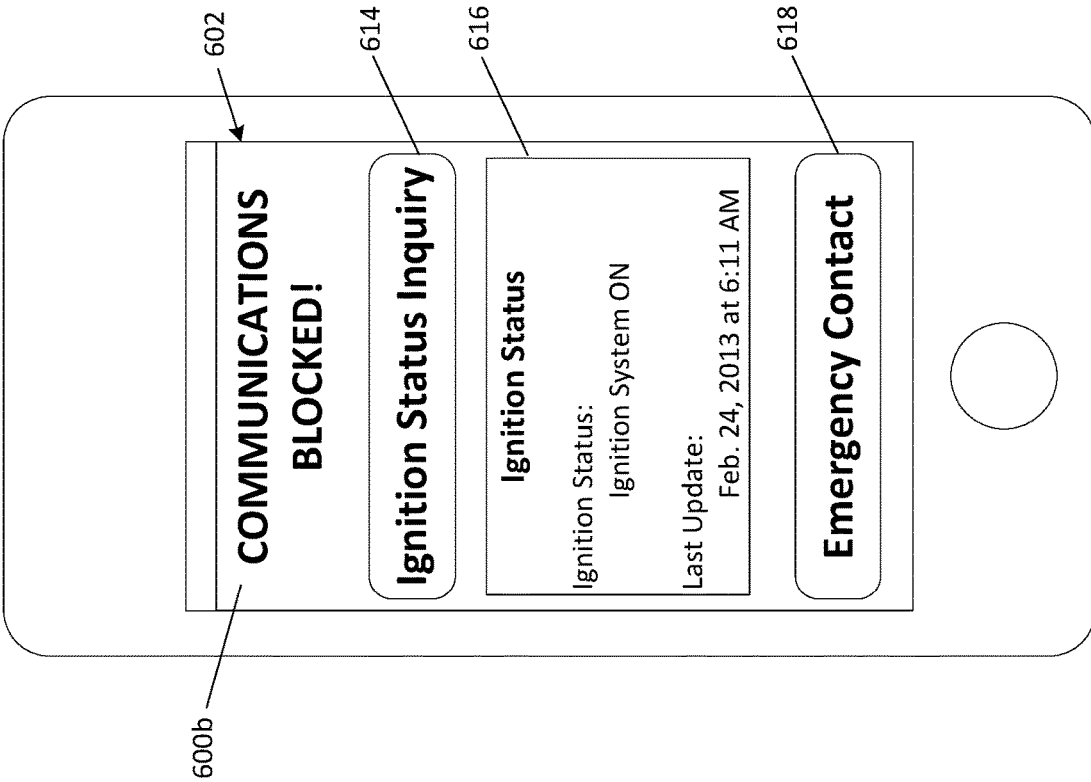 602
600b
COMMUNICATIONS
BLOCKED!
614
Ignition Status Inquiry
616
Ignition Status
Ignition Status:
Ignition System ON
Last Update:
Feb. 24, 2013 at 6:11 AM
618
Emergency Contact